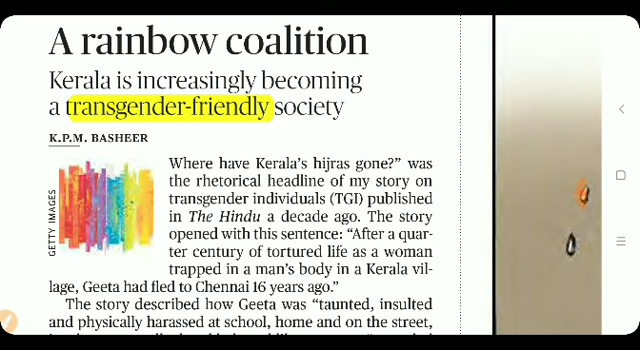 A rainbow coalition
Kerala is increasingly becoming
a transgender-friendly society
K.P.M. BASHEER
GETTY IMAGES
Where have Kerala's hijras gone?" was
the rhetorical headline of my story on
transgender individuals (TGI) published
in The Hindu a decade ago. The story
opened with this sentence: "After a quar-
ter century of tortured life as a woman
trapped in a man's body in a Kerala vil-
lage, Geeta had fled to Chennai 16 years ago."
The story described how Geeta was "taunted, insulted
and physically harassed at school, home and on the street,